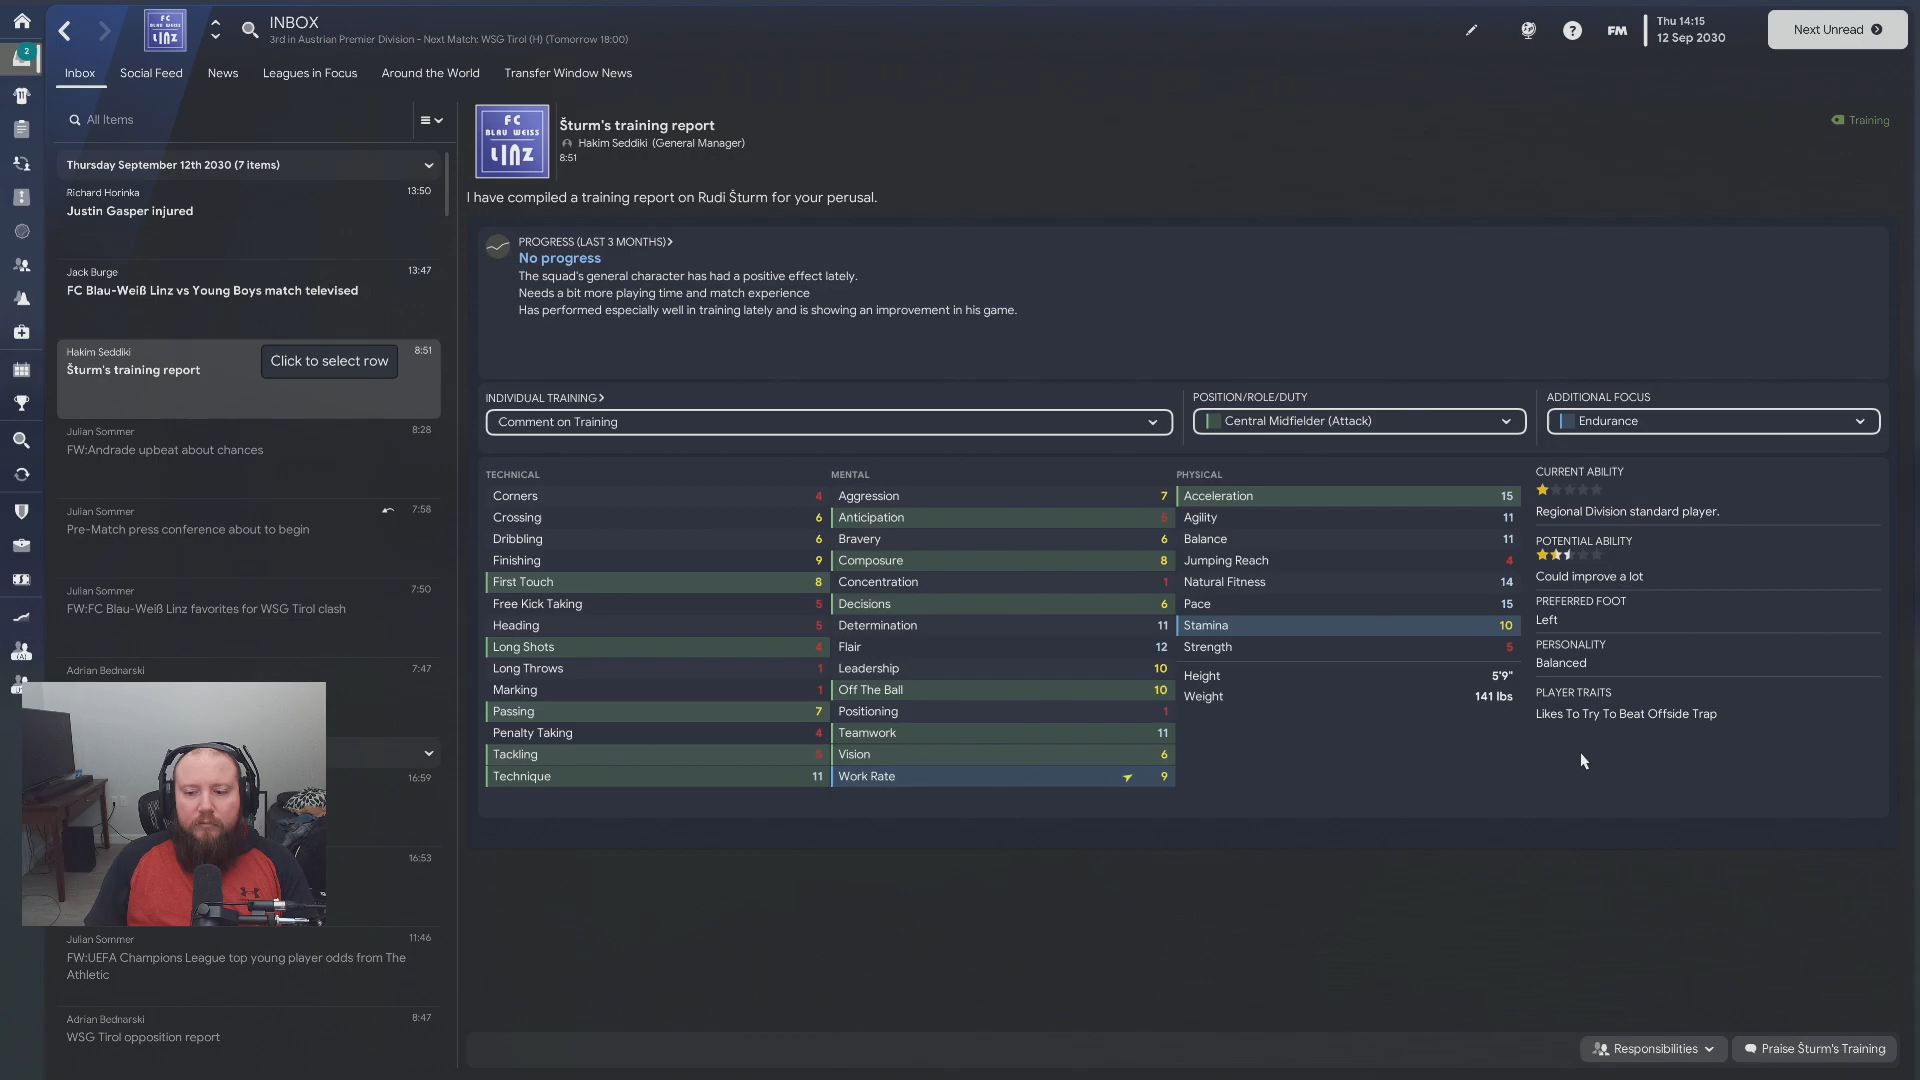 INBOX
3rd in Austrian Premier Division - Next Match: WSG Tirol (H) (Tomorrow 18:00)
FC
BLAU WEISS
LINZ
FM
Thu 14:15
12 Sep 2030
Next Unread
2
Inbox
Social Feed
News
Leagues in Focus
Around the World
Transfer Window News
All Items
Thursday September 12th 2030 (7 items)
Richard Horinka
13:50
Justin Gasper injured
Jack Burge
13:47
FC Blau-Weiß Linz vs Young Boys match televised
Hakim Seddiki
8:51
Šturm's training report
Click to select row
Julian Sommer
8:28
FW:Andrade upbeat about chances
Julian Sommer
7:58
Pre-Match press conference about to begin
Julian Sommer
7:50
FW:FC Blau-Weiß Linz favorites for WSG Tirol clash
Adrian Bednarski
7:47
16:59
16:53
Julian Sommer
11:46
FW:UEFA Champions League top young player odds from The
Athletic
Adrian Bednarski
8:47
WSG Tirol opposition report
FC
BLAU WEISS
LINZ
Šturm's training report
Hakim Seddiki (General Manager)
8:51
Training
I have compiled a training report on Rudi Šturm for your perusal.
PROGRESS (LAST 3 MONTHS)
No progress
The squad's general character has had a positive effect lately.
Needs a bit more playing time and match experience
Has performed especially well in training lately and is showing an improvement in his game.
INDIVIDUAL TRAINING
Comment on Training
POSITION/ROLE/DUTY
Central Midfielder (Attack)
ADDITIONAL FOCUS
Endurance
TECHNICAL
Corners 4
Crossing 6
Dribbling 6
Finishing 9
First Touch 8
Free Kick Taking 5
Heading 5
Long Shots 4
Long Throws 1
Marking 1
Passing 7
Penalty Taking 4
Tackling 5
Technique 11
MENTAL
Aggression 7
Anticipation 5
Bravery 6
Composure 8
Concentration 1
Decisions 6
Determination 11
Flair 12
Leadership 10
Off The Ball 10
Positioning 1
Teamwork 11
Vision 6
Work Rate 9
PHYSICAL
Acceleration 15
Agility 11
Balance 11
Jumping Reach 4
Natural Fitness 14
Pace 15
Stamina 10
Strength 5
Height 5'9"
Weight 141 lbs
CURRENT ABILITY
Regional Division standard player.
POTENTIAL ABILITY
Could improve a lot
PREFERRED FOOT
Left
PERSONALITY
Balanced
PLAYER TRAITS
Likes To Try To Beat Offside Trap
Responsibilities
Praise Šturm's Training